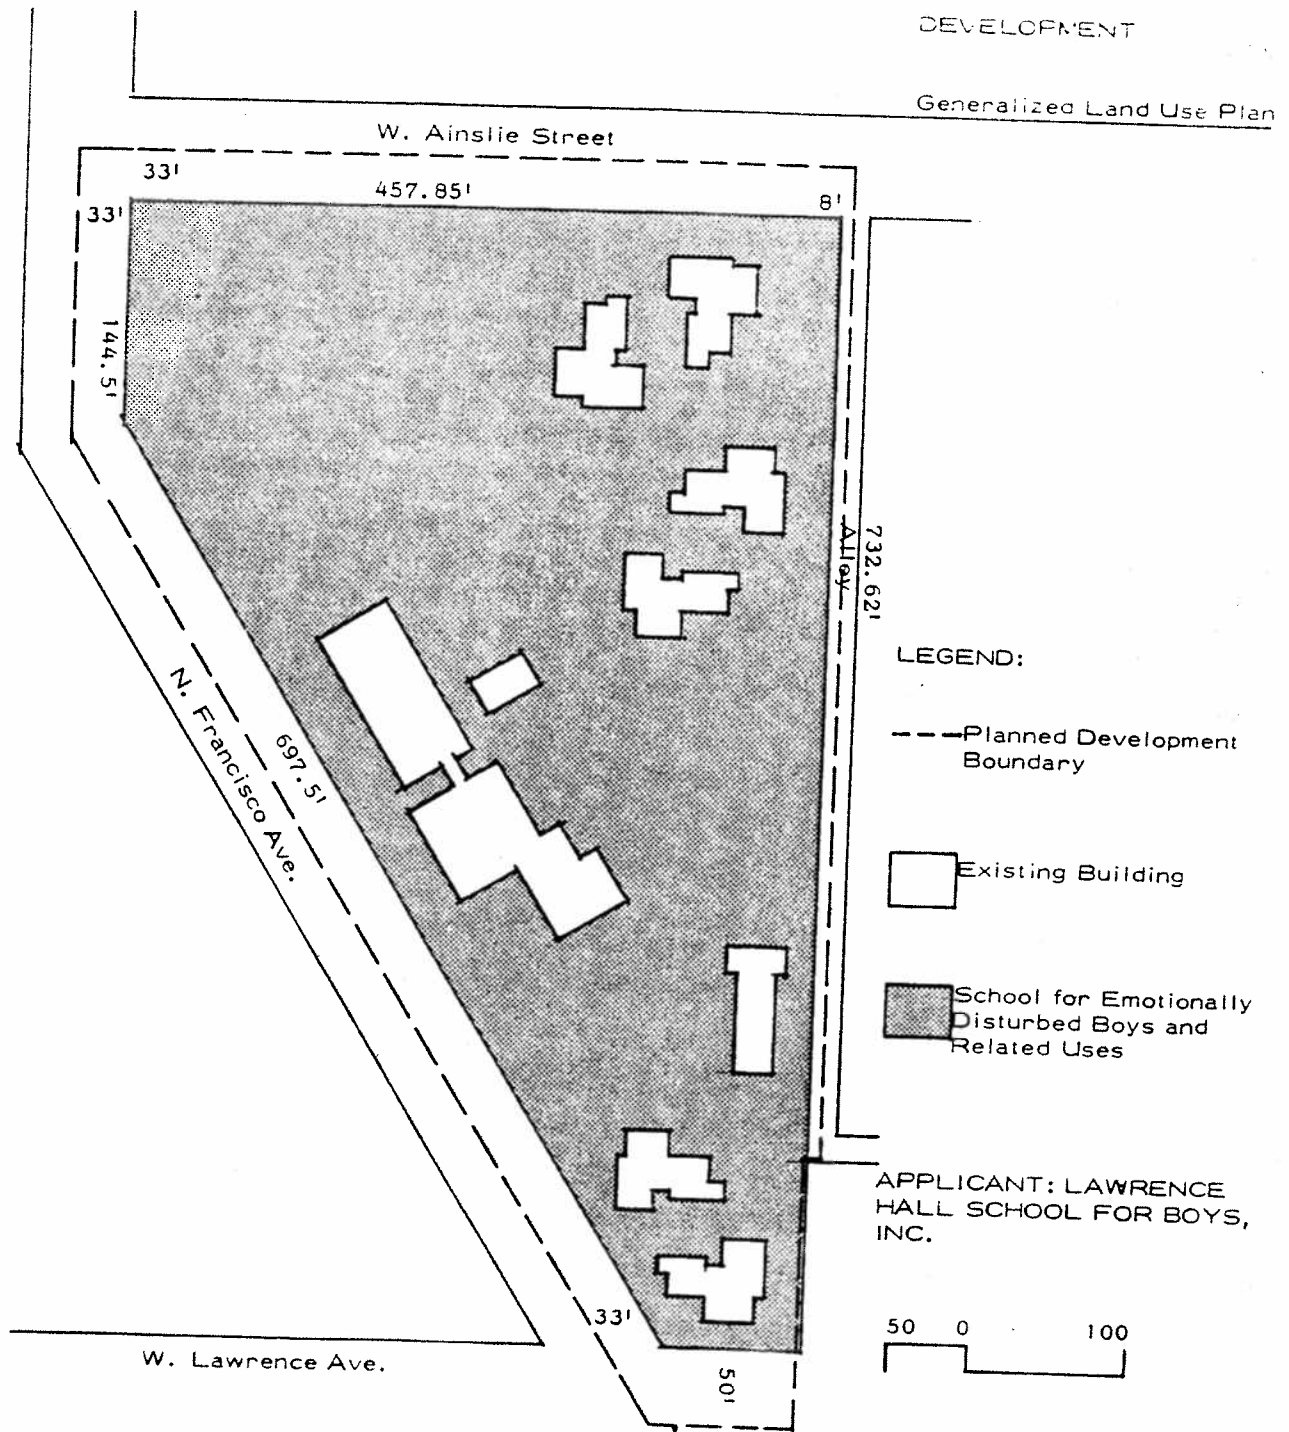 DEVELOPMENT
Generalized Land Use Plan
W. Ainslie Street
33'
457.85'
8'
33'
144.5'
Alley
732.62'
LEGEND:
Planned Development
Boundary
N. Francisco Ave.
697.5'
Existing Building
School for Emotionally
Disturbed Boys and
Related Uses
APPLICANT: LAWRENCE
HALL SCHOOL FOR BOYS,
INC.
33'
50 0 100
W. Lawrence Ave.
50'